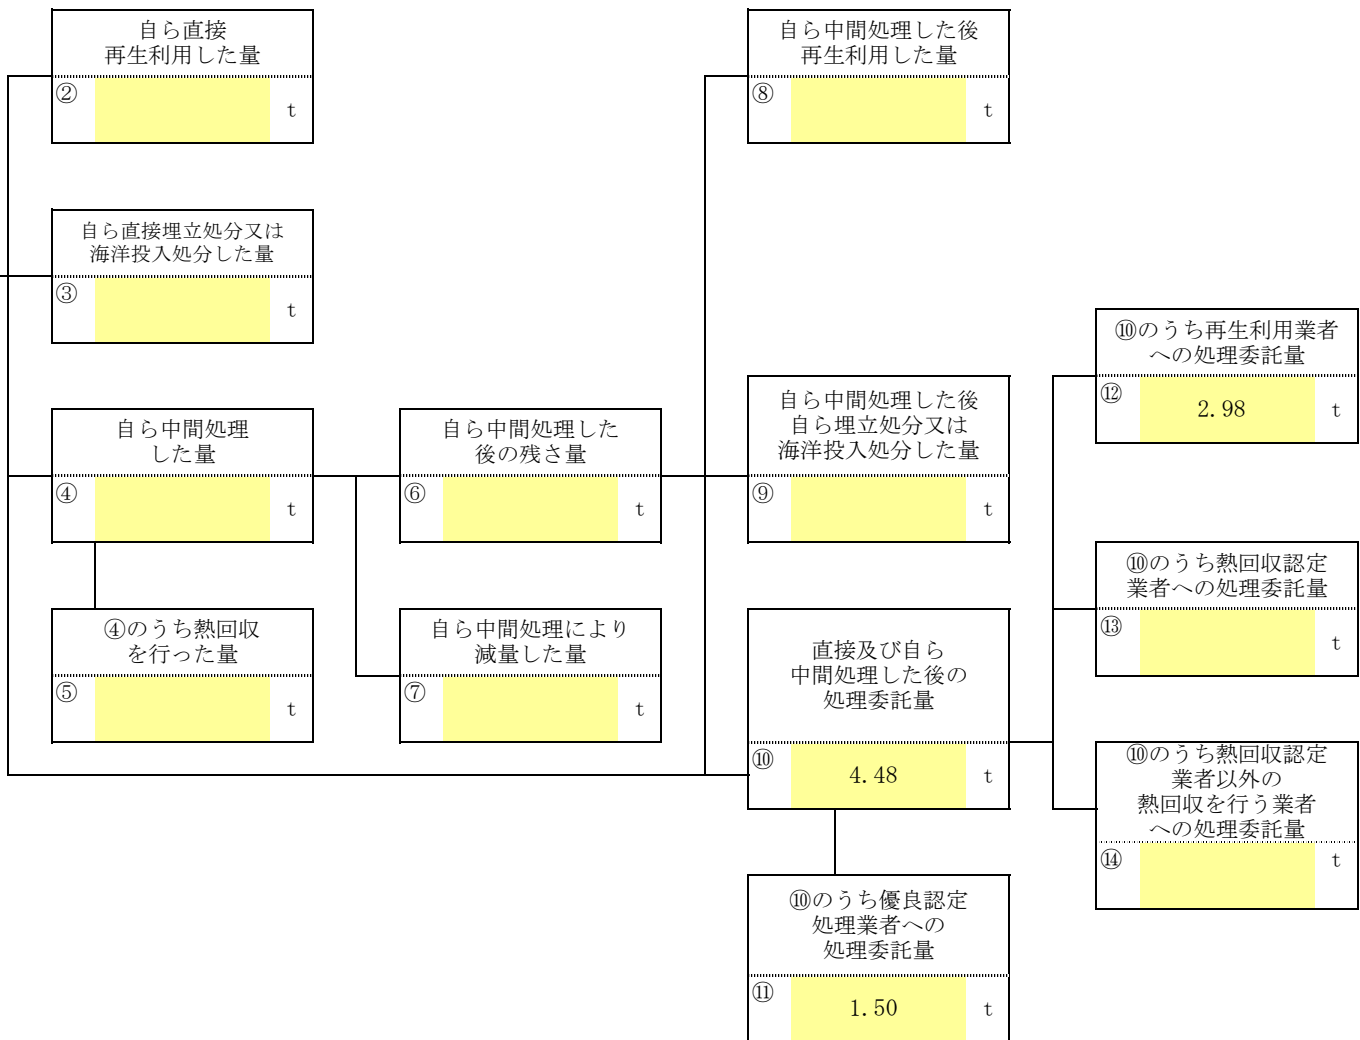 自ら直接
再生利用した量
② t
自ら中間処理した後
再生利用した量
⑧ t
自ら直接埋立処分又は
海洋投入処分した量
③ t
⑩のうち再生利用業者
への処理委託量
⑫ 2.98 t
自ら中間処理
した量
④ t
自ら中間処理した
後の残さ量
⑥ t
自ら中間処理した後
自ら埋立処分又は
海洋投入処分した量
⑨ t
⑩のうち熱回収認定
業者への処理委託量
⑬ t
④のうち熱回収
を行った量
⑤ t
自ら中間処理により
減量した量
⑦ t
直接及び自ら
中間処理した後の
処理委託量
⑩ 4.48 t
⑩のうち熱回収認定
業者以外の
熱回収を行う業者
への処理委託量
⑭ t
⑩のうち優良認定
処理業者への
処理委託量
⑪ 1.50 t